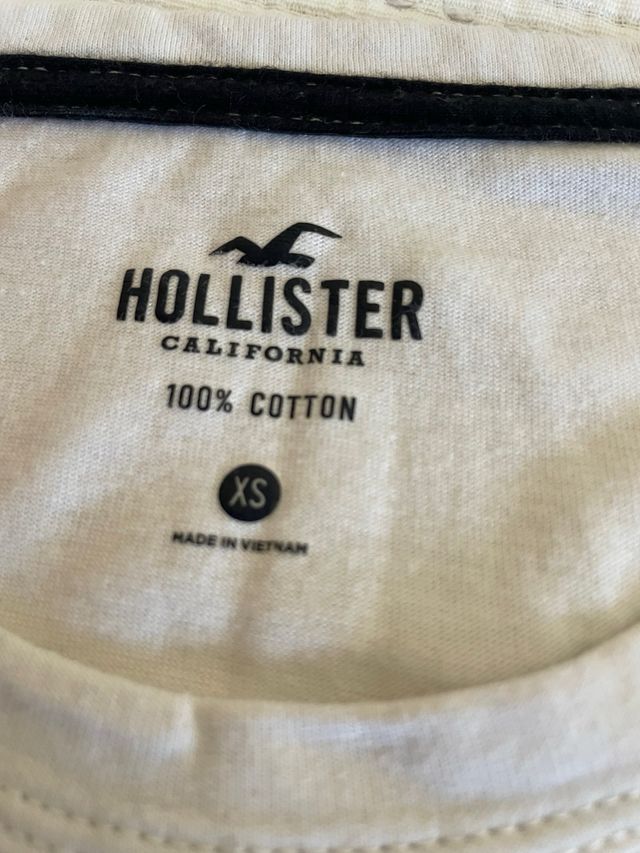 HOLLISTER
CALIFORNIA
100% COTTON
XS
MADE IN VIETNAM